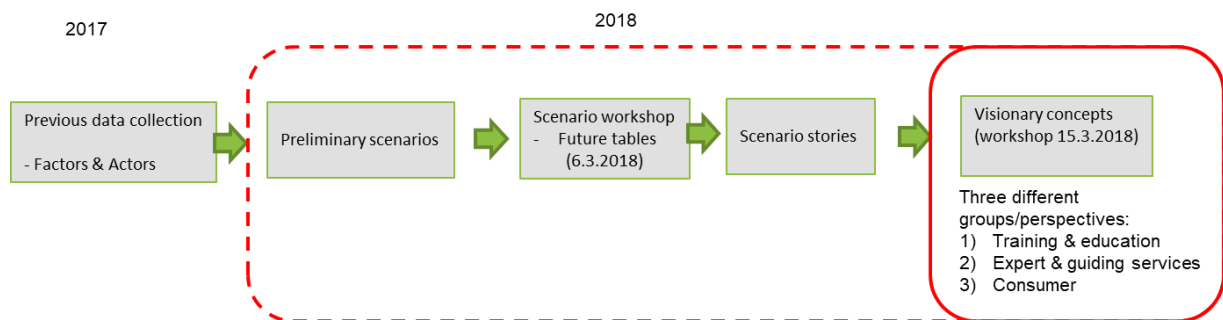 2017
2018
Previous data collection
- Factors & Actors
Preliminary scenarios
Scenario workshop
- Future tables
(6.3.2018)
Scenario stories
Visionary concepts
(workshop 15.3.2018)
Three different
groups/perspectives:
1) Training & education
2) Expert & guiding services
3) Consumer